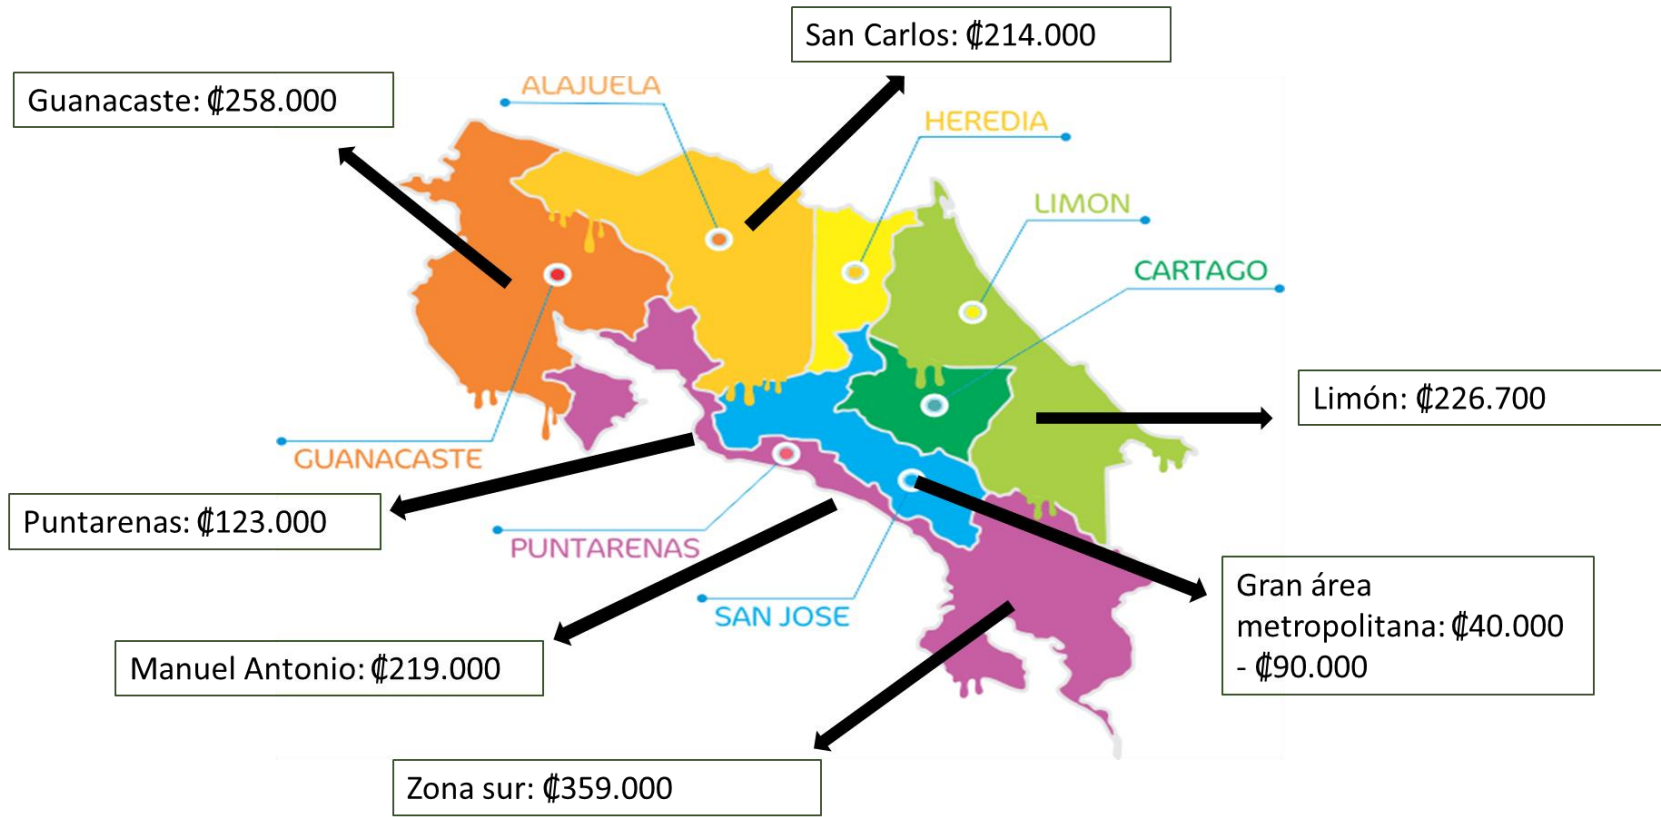 San Carlos: ₡214.000
Guanacaste: ₡258.000
ALAJUELA
HEREDIA
LIMON
CARTAGO
Limón: ₡226.700
GUANACASTE
Puntarenas: ₡123.000
PUNTARENAS
SAN JOSE
Gran área
metropolitana: ₡40.000
- ₡90.000
Manuel Antonio: ₡219.000
Zona sur: ₡359.000